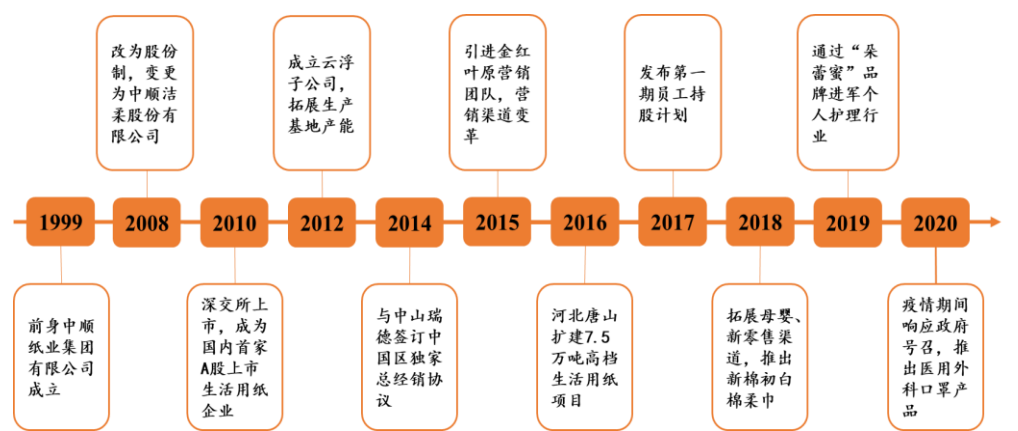 改为股份
制，变更
为中顺洁
柔股份有
限公司
成立云浮
子公司，
拓展生产
基地产能
引进金红
叶原营销
团队，营
销渠道变
革
发布第一
期员工持
股计划
通过“朵
蕾蜜”品
牌进军个
人护理行
业
1999
2008
2010
2012
2014
2015
2016
2017
2018
2019
2020
前身中顺
纸业集团
有限公司
成立
深交所上
市，成为
国内首家
A股上市
生活用纸
企业
与中山瑞
德签订中
国区独家
总经销协
议
河北唐山
扩建7.5
万吨高档
生活用纸
项目
拓展母婴、
新零售渠
道，推出
新棉初白
棉柔巾
疫情期间
响应政府
号召，推
出医用外
科口罩产
品